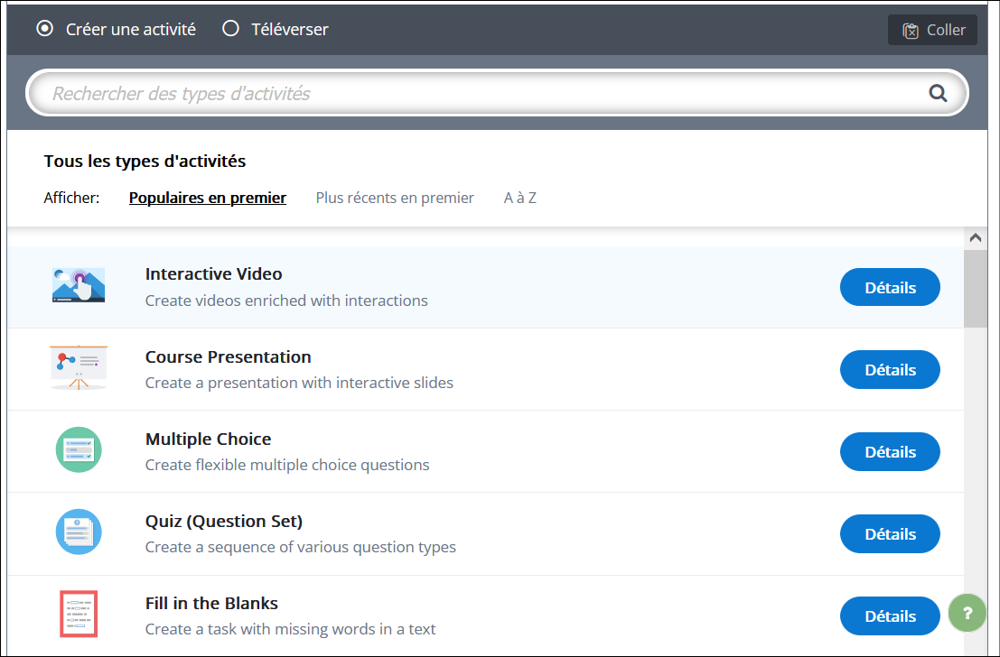 Créer une activité Téléverser Coller
Rechercher des types d'activités
Tous les types d'activités
Afficher: Populaires en premier Plus récents en premier A à Z
Interactive Video
Create videos enriched with interactions
Détails
Course Presentation
Create a presentation with interactive slides
Détails
Multiple Choice
Create flexible multiple choice questions
Détails
Quiz (Question Set)
Create a sequence of various question types
Détails
Fill in the Blanks
Create a task with missing words in a text
Détails
?